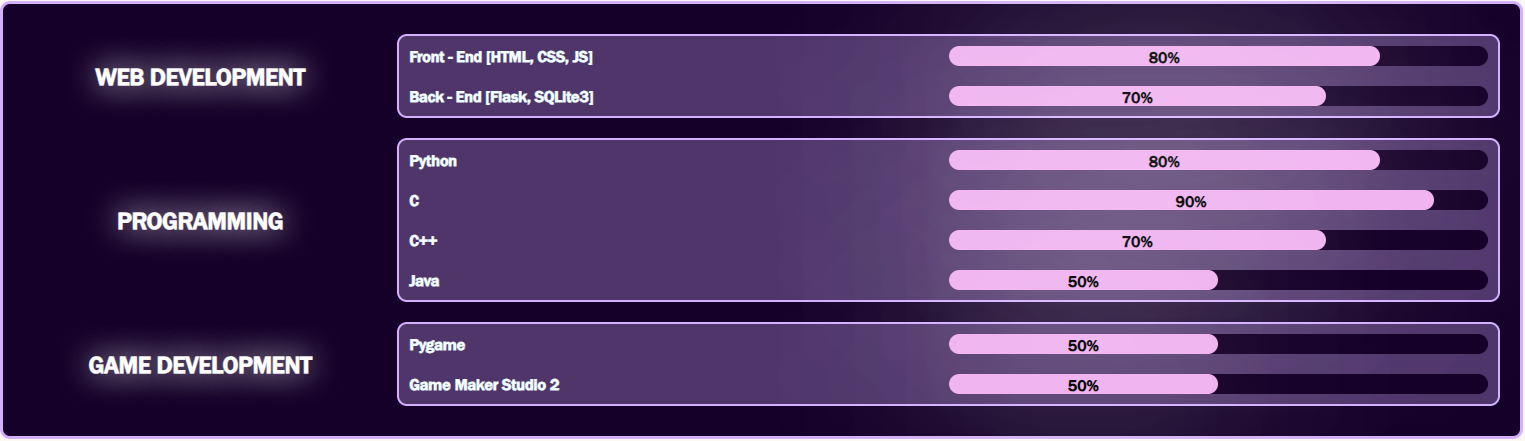 WEB DEVELOPMENT
Front - End [HTML, CSS, JS]
80%
Back - End [Flask, SQLite3]
70%
PROGRAMMING
Python
80%
C
90%
C++
70%
Java
50%
GAME DEVELOPMENT
Pygame
50%
Game Maker Studio 2
50%